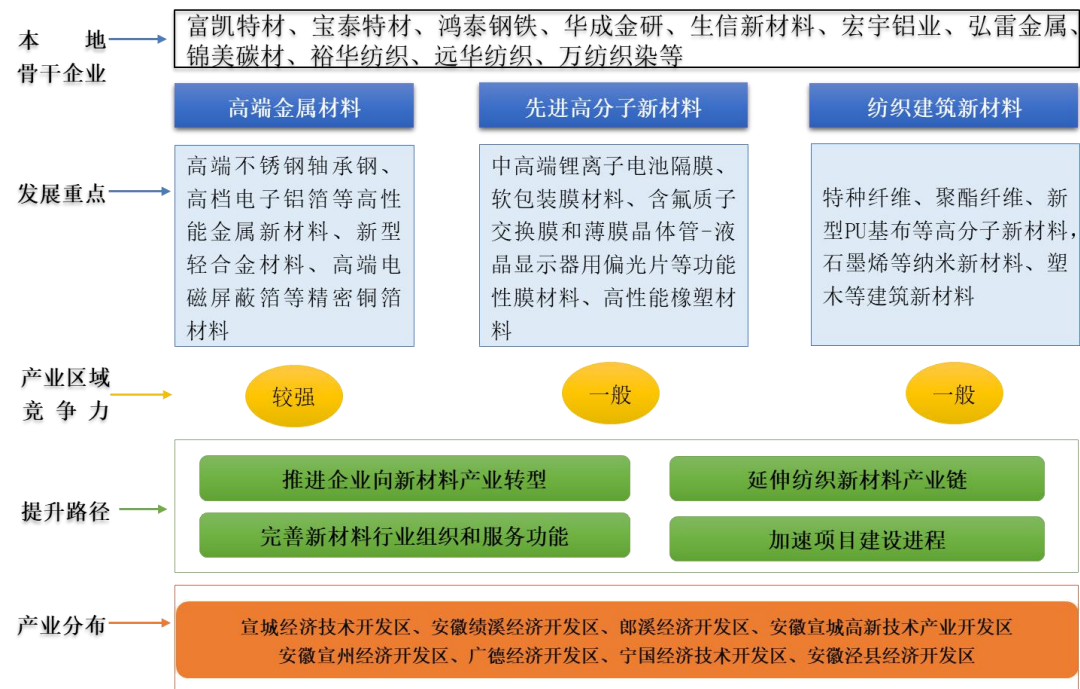 本 地
骨干企业
富凯特材、宝泰特材、鸿泰钢铁、华成金研、生信新材料、宏宇铝业、弘雷金属、
锦美碳材、裕华纺织、远华纺织、万纺织染等
高端金属材料
先进高分子新材料
纺织建筑新材料
发展重点
高端不锈钢轴承钢、
高档电子铝箔等高性
能金属新材料、新型
轻合金材料、高端电
磁屏蔽箔等精密铜箔
材料
中高端锂离子电池隔膜、
软包装膜材料、含氟质子
交换膜和薄膜晶体管-液
晶显示器用偏光片等功能
性膜材料、高性能橡塑材
料
特种纤维、聚酯纤维、新
型PU基布等高分子新材料，
石墨烯等纳米新材料、塑
木等建筑新材料
产业区域
竞 争 力
较强
一般
一般
提升路径
推进企业向新材料产业转型
延伸纺织新材料产业链
完善新材料行业组织和服务功能
加速项目建设进程
产业分布
宣城经济技术开发区、安徽绩溪经济开发区、郎溪经济开发区、安徽宣城高新技术产业开发区
安徽宣州经济开发区、广德经济开发区、宁国经济技术开发区、安徽泾县经济开发区